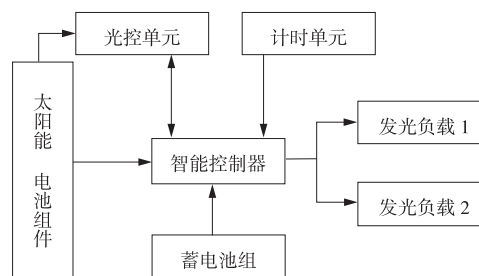 光控单元
计时单元
太阳能 电池组件
智能控制器
发光负载 1
发光负载 2
蓄电池组